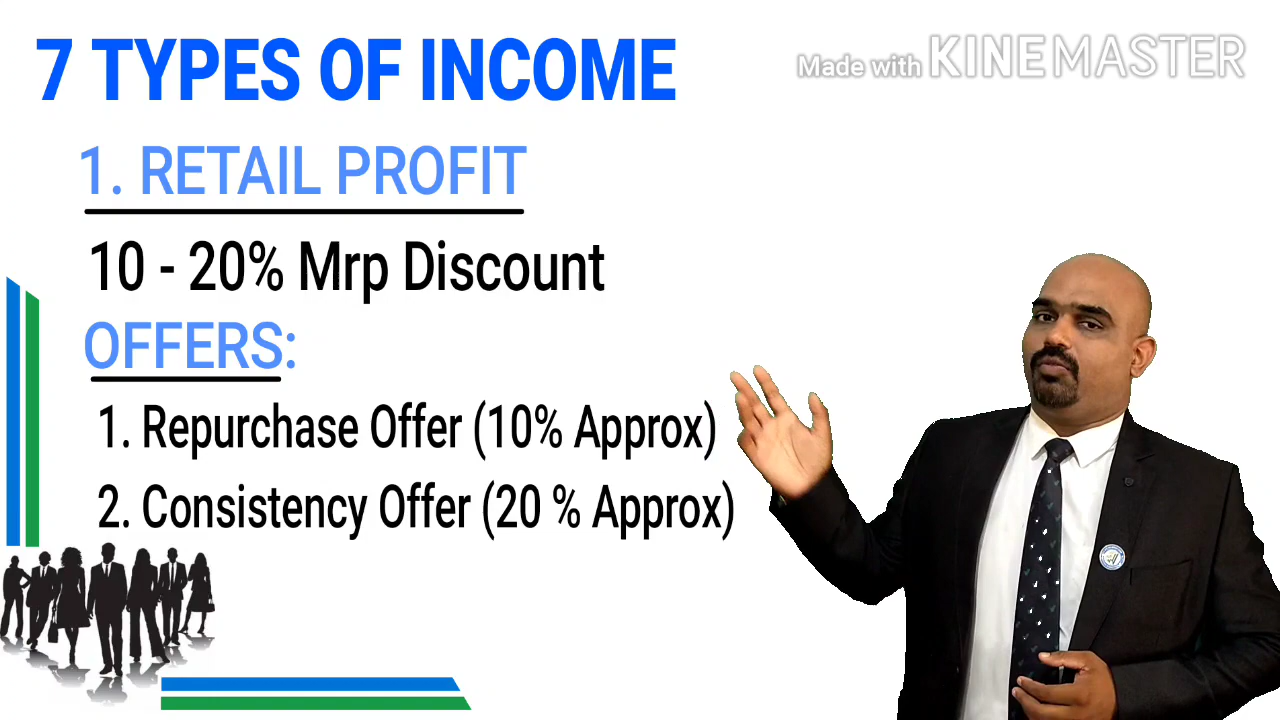 7 TYPES OF INCOME
Made with KINEMASTER
1. RETAIL PROFIT
10 - 20% Mrp Discount
OFFERS:
1. Repurchase Offer (10% Approx)
2. Consistency Offer (20 % Approx)